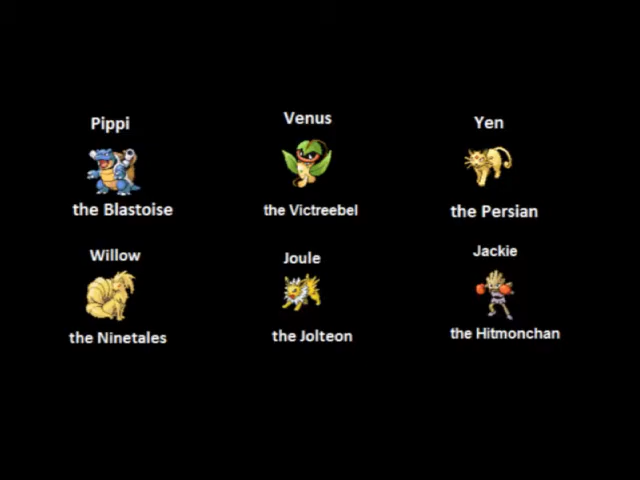 Pippi
Venus
Yen
the Blastoise
the Victreebel
the Persian
Willow
Joule
Jackie
the Ninetales
the Jolteon
the Hitmonchan